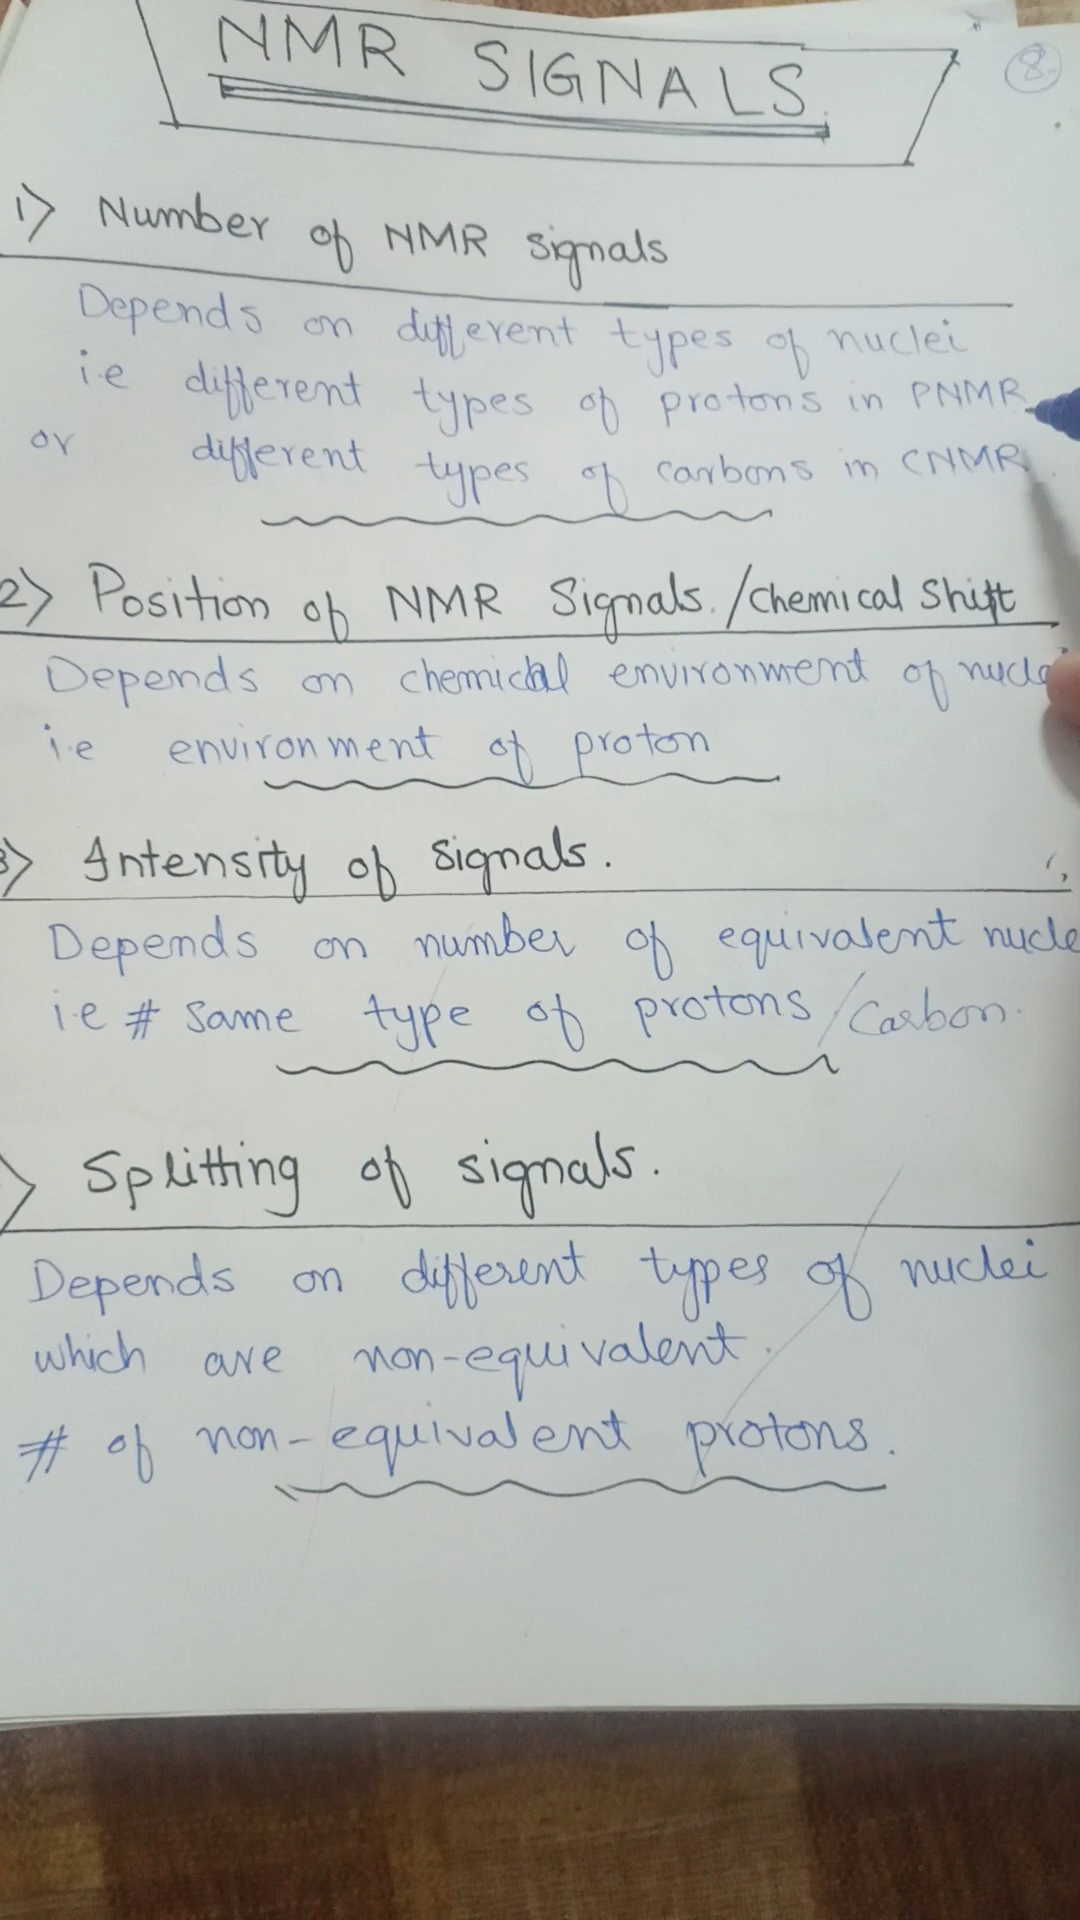 NMR SIGNALS.
8
1) Number of NMR signals
Depends on different types of nuclei
i.e different types of protons in PNMR
or different types of carbons in CNMR
2) Position of NMR Signals. /Chemical Shift
Depends on chemical environment of
i.e environment of proton
3) Intensity of signals.
Depends on number of equivalent nucle
i.e # same type of protons /Carbon.
> Splitting of signals.
Depends on different types of nuclei
which are non-equivalent.
# of non-equivalent protons.